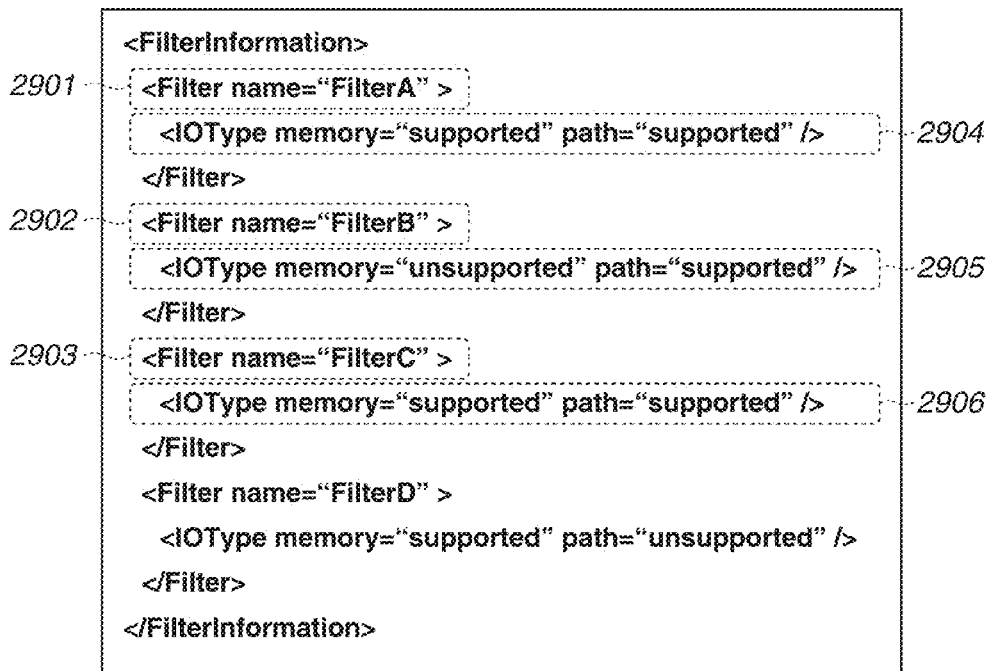 <FilterInformation>
2901 <Filter name="FilterA" >
<IOType memory="supported" path="supported" /> 2904
</Filter>
2902 <Filter name="FilterB" >
<IOType memory="unsupported" path="supported" /> 2905
</Filter>
2903 <Filter name="FilterC" >
<IOType memory="supported" path="supported" /> 2906
</Filter>
<Filter name="FilterD" >
<IOType memory="supported" path="unsupported" />
</Filter>
</FilterInformation>